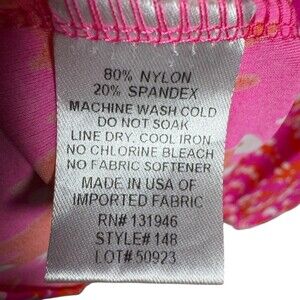 80% NYLON
20% SPANDEX
MACHINE WASH COLD
DO NOT SOAK
LINE DRY. COOL IRON.
NO CHLORINE BLEACH
NO FABRIC SOFTENER
MADE IN USA OF
IMPORTED FABRIC
RN# 131946
STYLE# 148
LOT# 50923